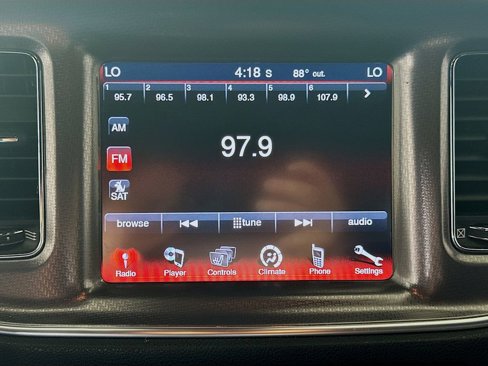 LO 4:18 S 88° out. LO
1 2 3 4 5 6
95.7 96.5 98.1 93.3 98.9 107.9
AM
97.9
FM
SAT
browse tune audio
Radio Player Controls Climate Phone Settings